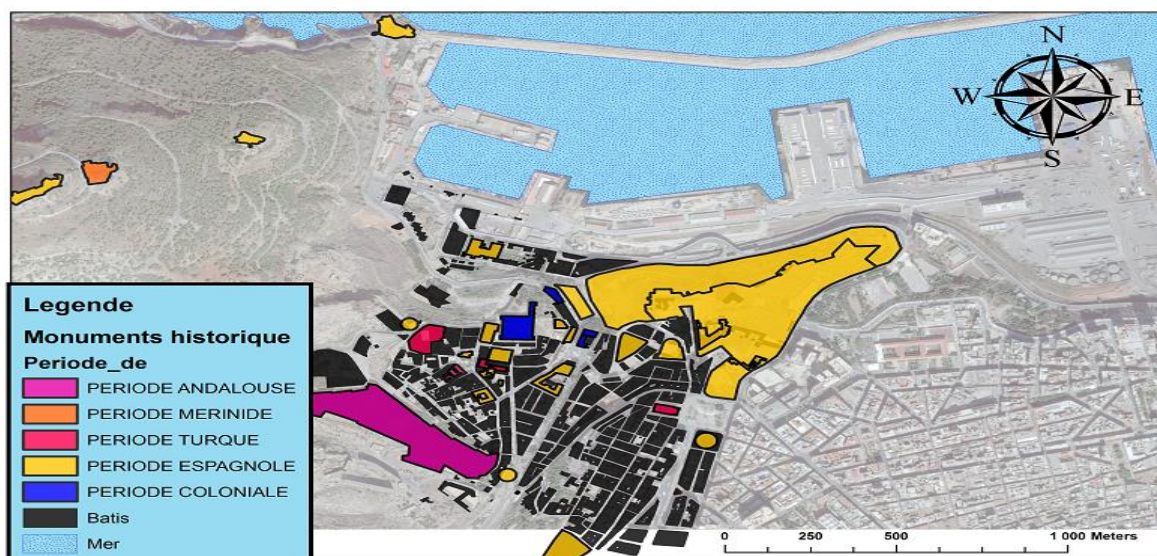 N
W E
S
Legende
Monuments historique
Periode_de
PERIODE ANDALOUSE
PERIODE MERINIDE
PERIODE TURQUE
PERIODE ESPAGNOLE
PERIODE COLONIALE
Batis
Mer
0 250 500 1 000 Meters